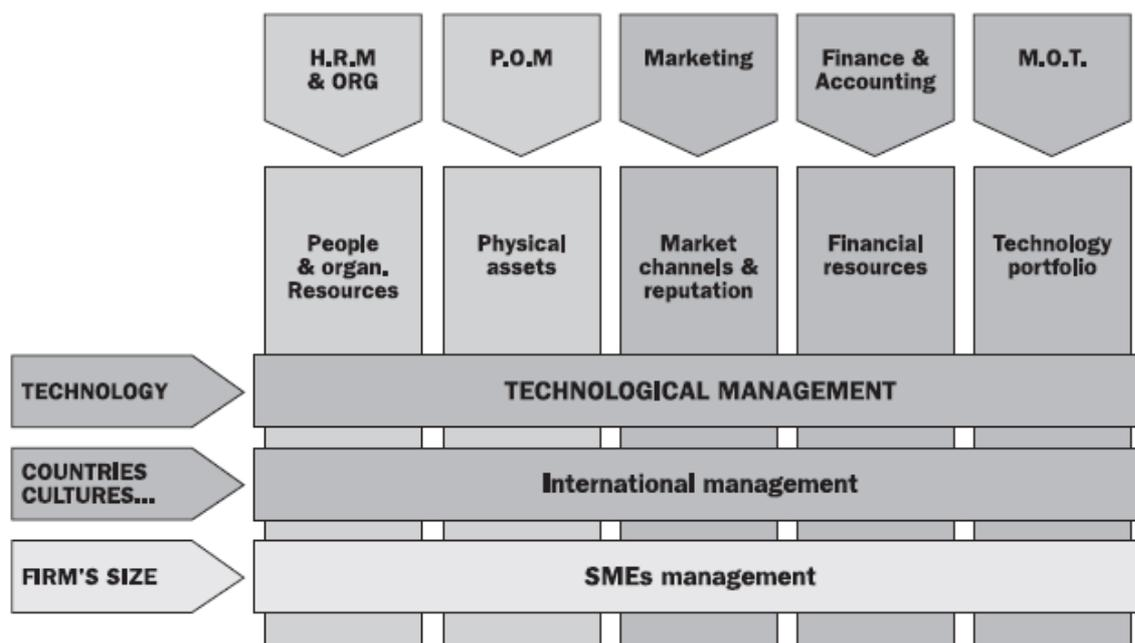 H.R.M
& ORG
P.O.M
Marketing
Finance &
Accounting
M.O.T.
People
& organ.
Resources
Physical
assets
Market
channels &
reputation
Financial
resources
Technology
portfolio
TECHNOLOGY
TECHNOLOGICAL MANAGEMENT
COUNTRIES
CULTURES...
International management
FIRM'S SIZE
SMEs management